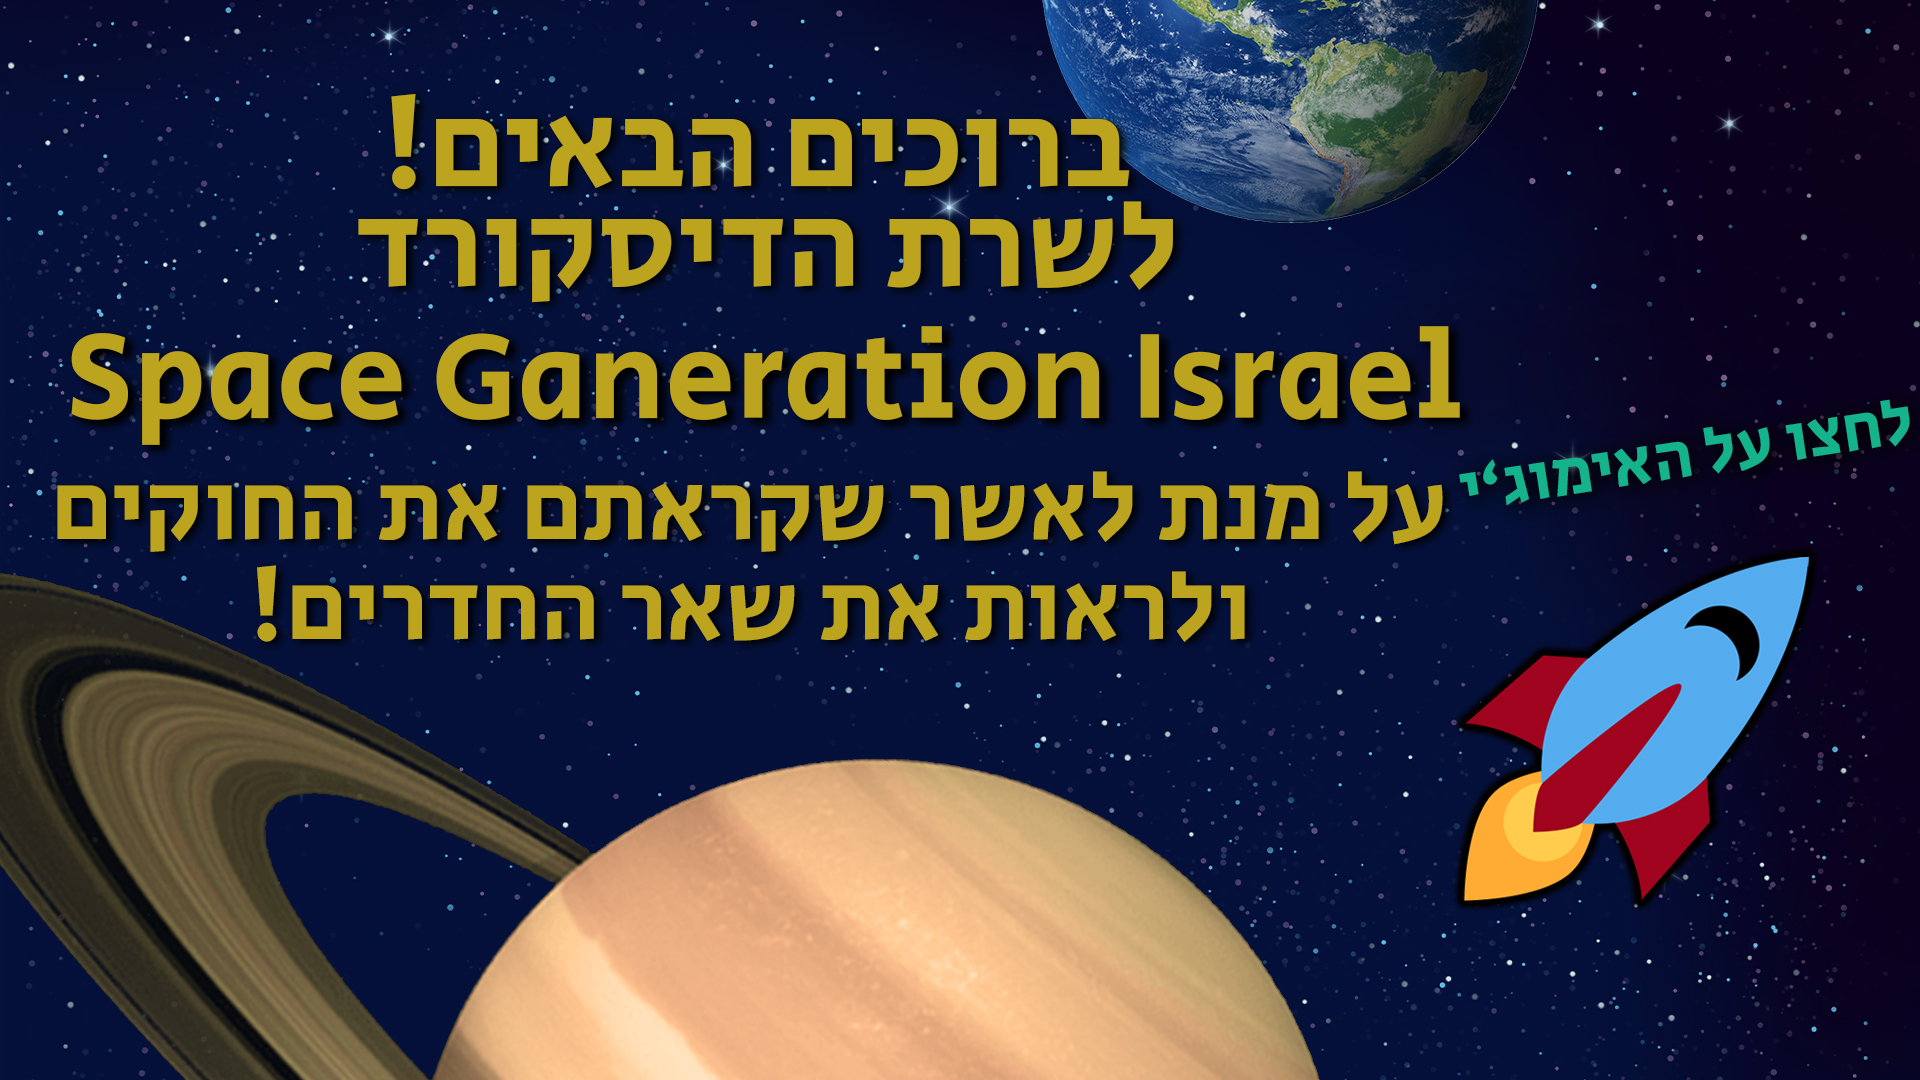 ברוכים הבאים!
לשרת הדיסקורד
Space Ganeration Israel
לחצו על האימוג'י
על מנת לאשר שקראתם את החוקים
ולראות את שאר החדרים!